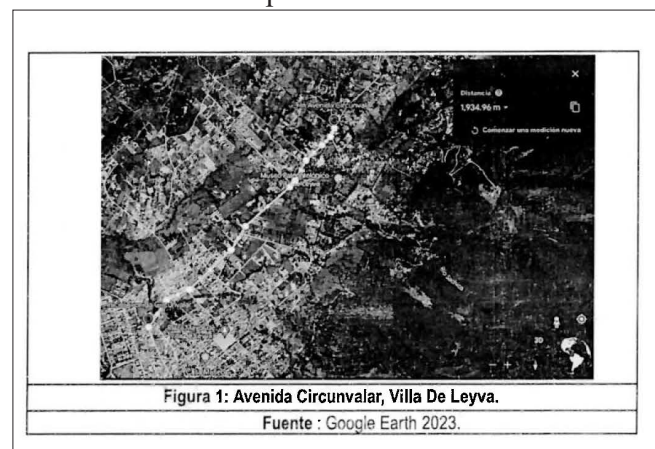 Distancia
1,934.96 m
Comenzar una medición nueva
3D
Figura 1: Avenida Circunvalar, Villa De Leyva.
Fuente : Google Earth 2023.